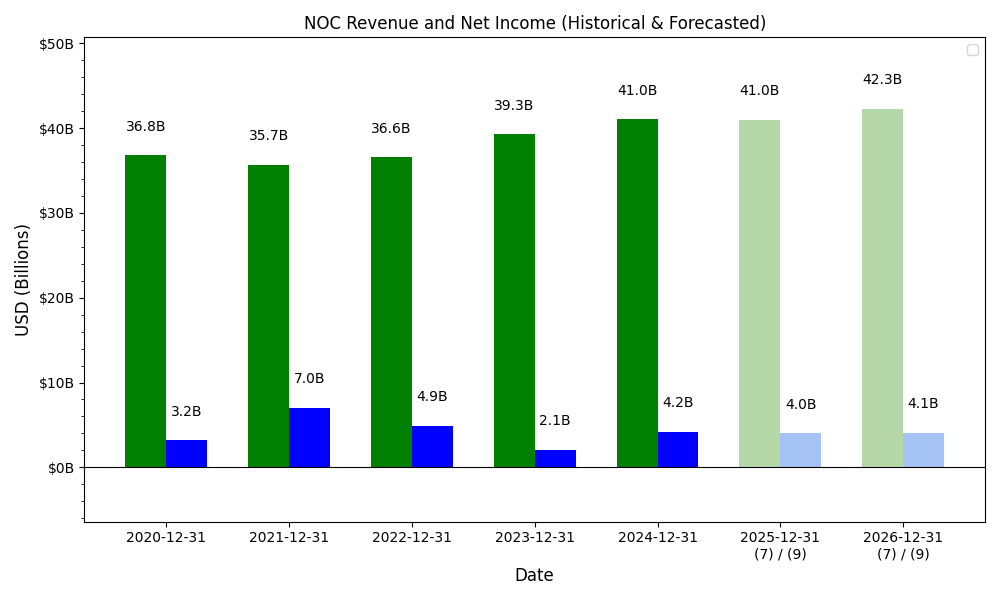 NOC Revenue and Net Income (Historical & Forecasted)
$50B
$40B
$30B
$20B
$10B
$0B
USD (Billions)
36.8B
35.7B
36.6B
39.3B
41.0B
41.0B
42.3B
3.2B
7.0B
4.9B
2.1B
4.2B
4.0B
4.1B
2020-12-31
2021-12-31
2022-12-31
2023-12-31
2024-12-31
2025-12-31
(7) / (9)
2026-12-31
(7) / (9)
Date